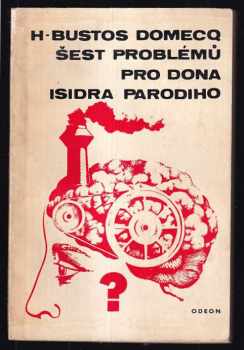 H-BUSTOS DOMECQ
ŠEST PROBLÉMŮ
PRO DONA
ISIDRA PARODIHO
?
ODEON